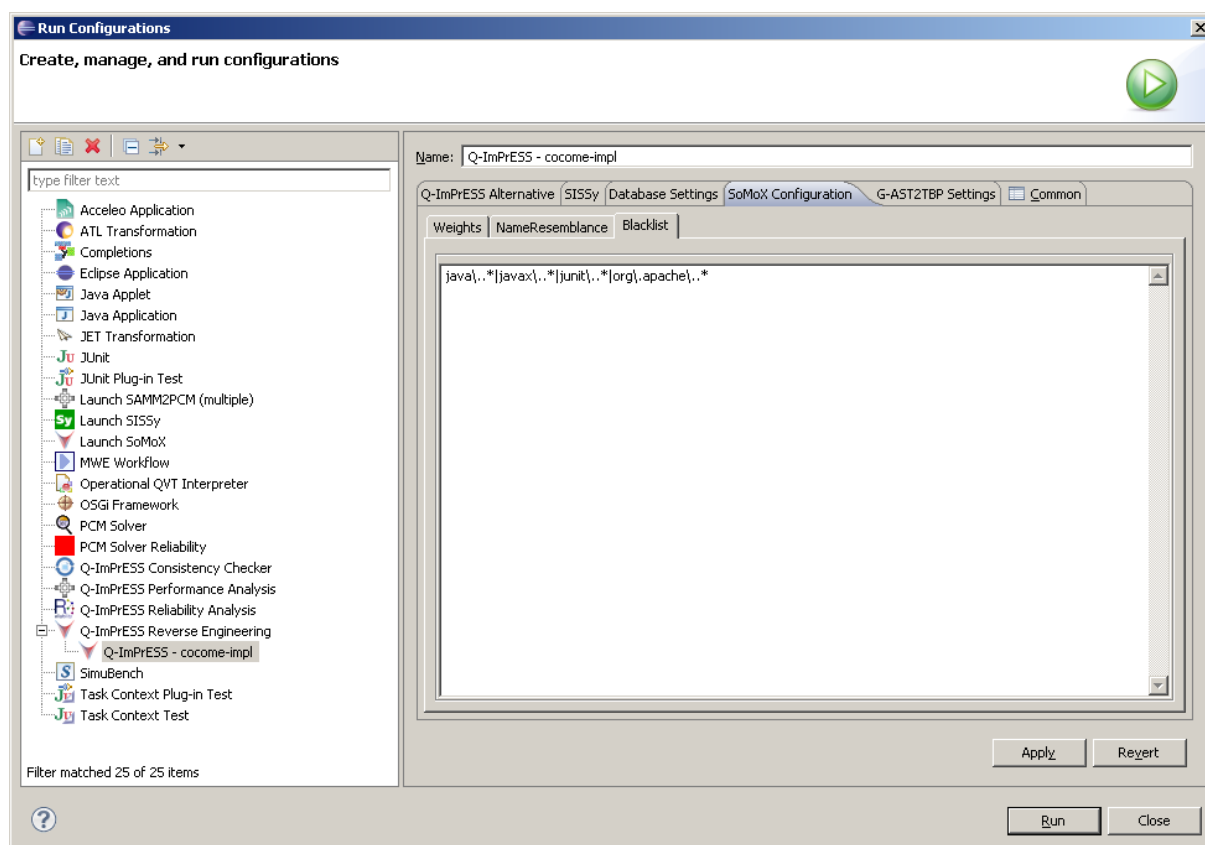 Run Configurations
Create, manage, and run configurations
type filter text
Acceleo Application
ATL Transformation
Completions
Eclipse Application
Java Applet
Java Application
JET Transformation
Ju JUnit
JU JUnit Plug-in Test
Launch SAMM2PCM (multiple)
Sy Launch SISSy
Launch SoMoX
MWE Workflow
Operational QVT Interpreter
OSGi Framework
PCM Solver
PCM Solver Reliability
Q-ImPrESS Consistency Checker
Q-ImPrESS Performance Analysis
R Q-ImPrESS Reliability Analysis
Q-ImPrESS Reverse Engineering
Q-ImPrESS - cocome-impl
S SimuBench
Ju Task Context Plug-in Test
Ju Task Context Test
Filter matched 25 of 25 items
Name: Q-ImPrESS - cocome-impl
Q-ImPrESS Alternative SISSy Database Settings SoMoX Configuration G-AST2TBP Settings Common
Weights NameResemblance Blacklist
java\..*|javax\..*|junit\..*|org\.apache\..*
Apply Revert
? Run Close